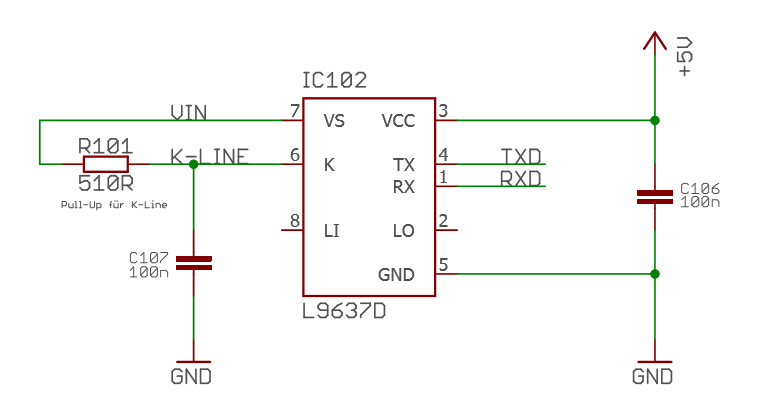 IC102
+5V
VIN
7
VS
VCC
3
R101
K-LINE
6
K
TX
4
TXD
510R
RX
1
RXD
Pull-Up für K-Line
C106
100n
8
LI
LO
2
C107
100n
GND
5
L9637D
GND
GND